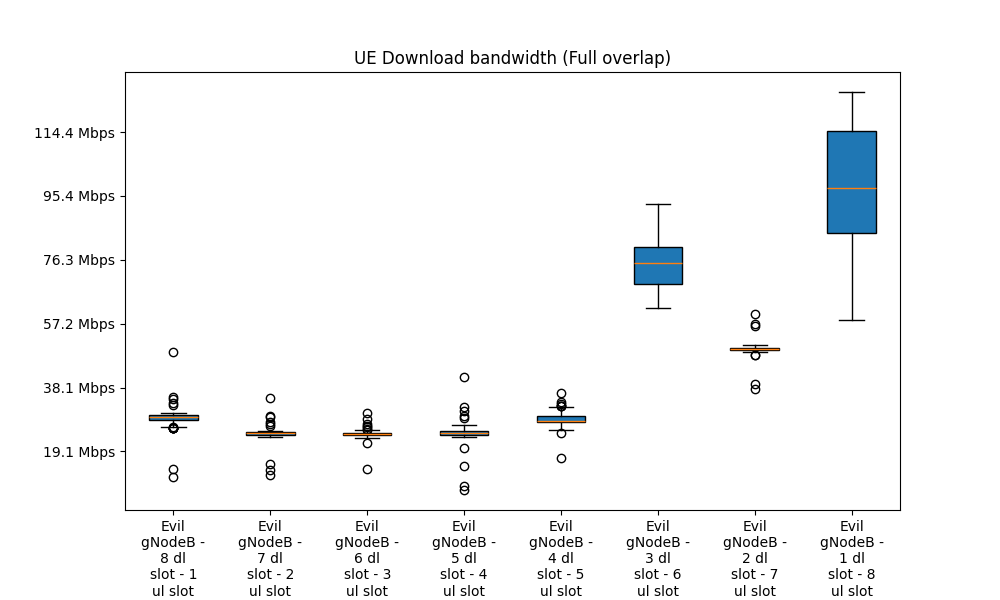 UE Download bandwidth (Full overlap)
114.4 Mbps
95.4 Mbps
76.3 Mbps
57.2 Mbps
38.1 Mbps
19.1 Mbps
Evil
gNodeB -
8 dl
slot - 1
ul slot
Evil
gNodeB -
7 dl
slot - 2
ul slot
Evil
gNodeB -
6 dl
slot - 3
ul slot
Evil
gNodeB -
5 dl
slot - 4
ul slot
Evil
gNodeB -
4 dl
slot - 5
ul slot
Evil
gNodeB -
3 dl
slot - 6
ul slot
Evil
gNodeB -
2 dl
slot - 7
ul slot
Evil
gNodeB -
1 dl
slot - 8
ul slot